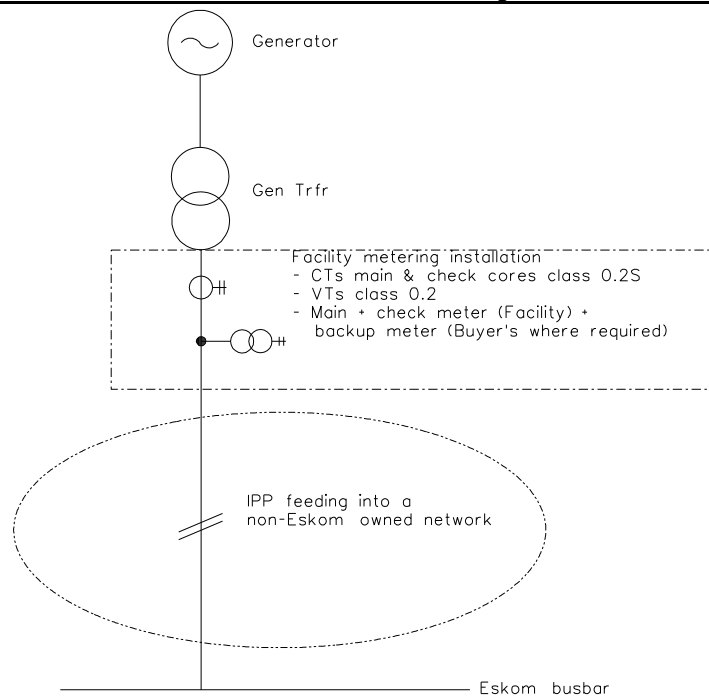 Generator
Gen Trfr
Facility metering installation
- CTs main & check cores class 0.2S
- VTs class 0.2
- Main + check meter (Facility) +
backup meter (Buyer's where required)
IPP feeding into a
non-Eskom owned network
Eskom busbar